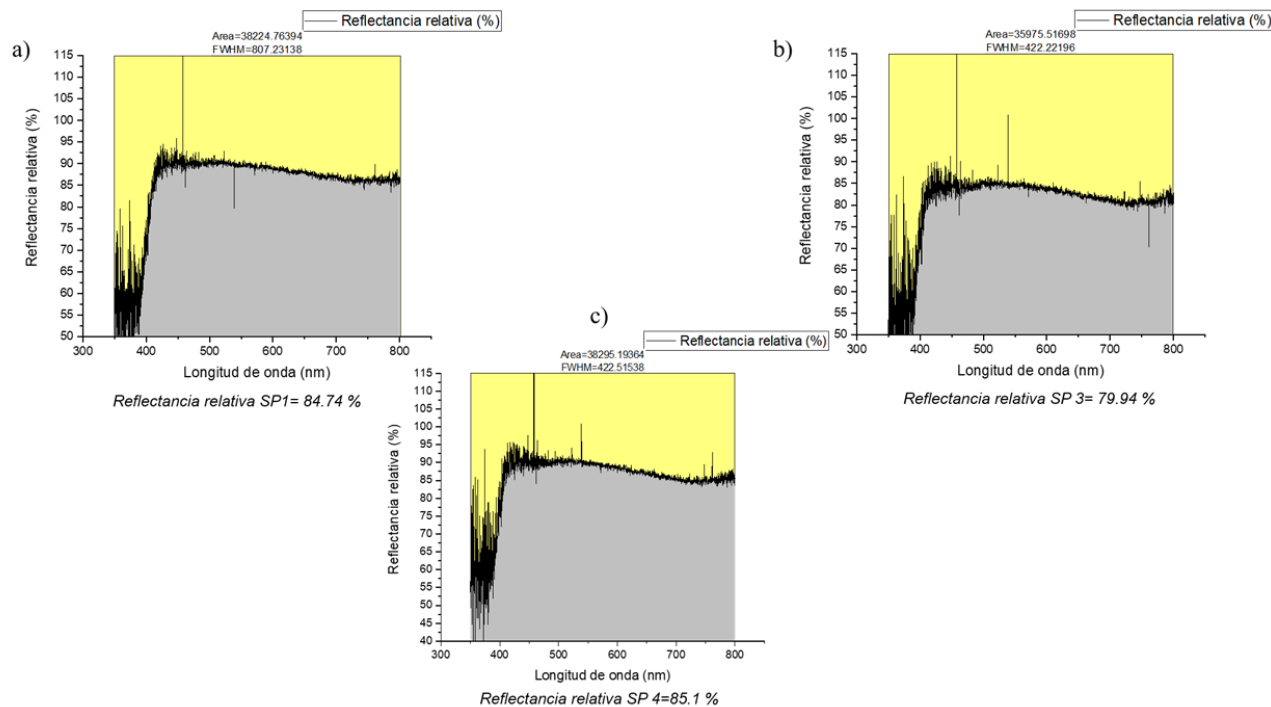 a)
Reflectancia relativa (%)
Area=38224.76394
FWHM=807.23138
Reflectancia relativa (%)
115
110
105
100
95
90
85
80
75
70
65
60
55
50
300 400 500 600 700 800
Longitud de onda (nm)
Reflectancia relativa SP1= 84.74 %
b)
Reflectancia relativa (%)
Area=35975.51698
FWHM=422.22196
Reflectancia relativa (%)
115
110
105
100
95
90
85
80
75
70
65
60
55
50
300 400 500 600 700 800
Longitud de onda (nm)
Reflectancia relativa SP 3= 79.94 %
c)
Reflectancia relativa (%)
Area=38295.19364
FWHM=422.51538
Reflectancia relativa (%)
115
110
105
100
95
90
85
80
75
70
65
60
55
50
45
40
300 400 500 600 700 800
Longitud de onda (nm)
Reflectancia relativa SP 4=85.1 %